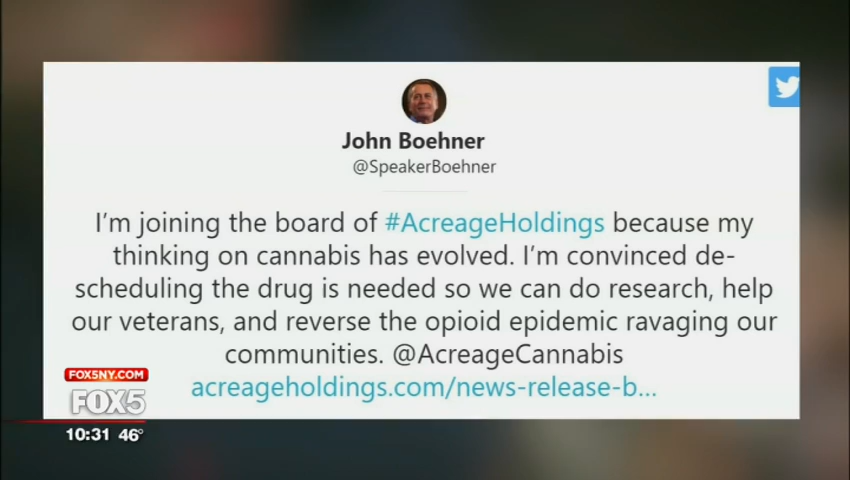 John Boehner
@SpeakerBoehner
I'm joining the board of #AcreageHoldings because my
thinking on cannabis has evolved. I'm convinced de-
scheduling the drug is needed so we can do research, help
our veterans, and reverse the opioid epidemic ravaging our
communities. @AcreageCannabis
acreageholdings.com/news-release-b...
FOX5NY.COM
FOX5
10:31 46°